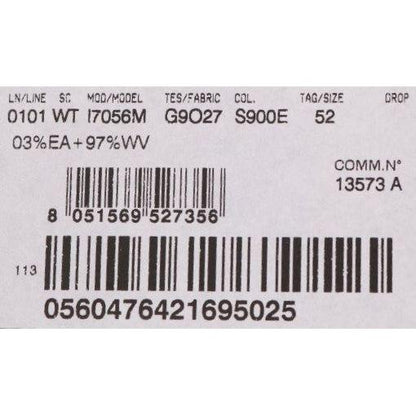 LN/LINE SC MOD/MODEL TES/FABRIC COL. TAG/SIZE DROP
0101 WT I7056M G9O27 S900E 52
03%EA+97%WV
COMM.N°
13573 A
8 051569 527356
113
0560476421695025